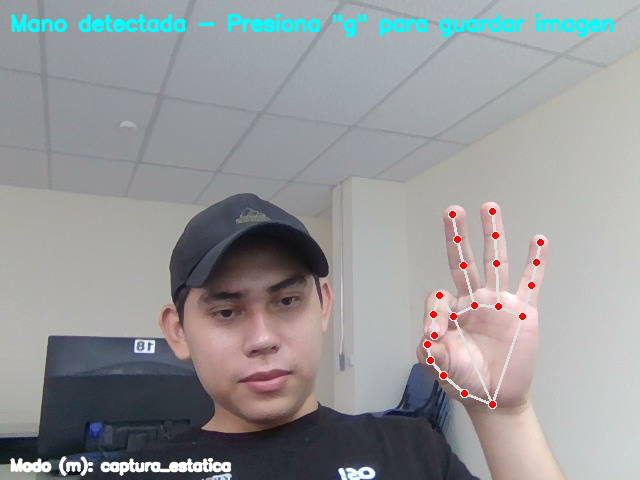 Mano detectada - Presiona "g" para guardar imagen
18
Modo (m): captura_estatica